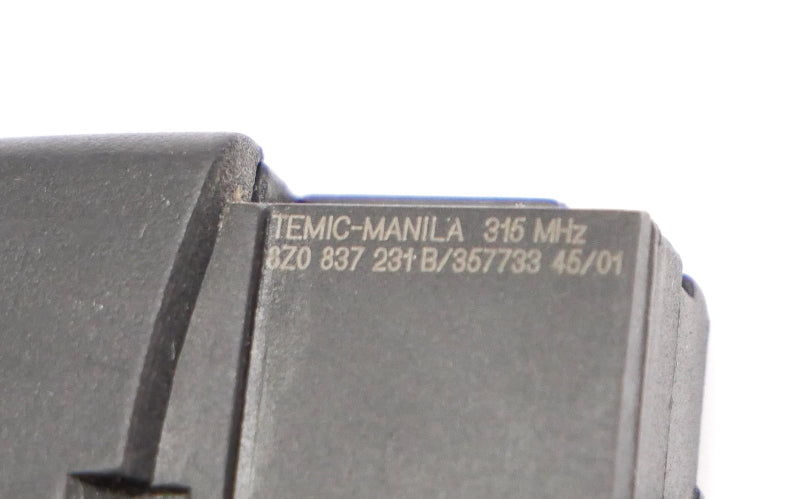 TEMIC-MANILA 315 MHz
8Z0 837 231 B/357733 45/01